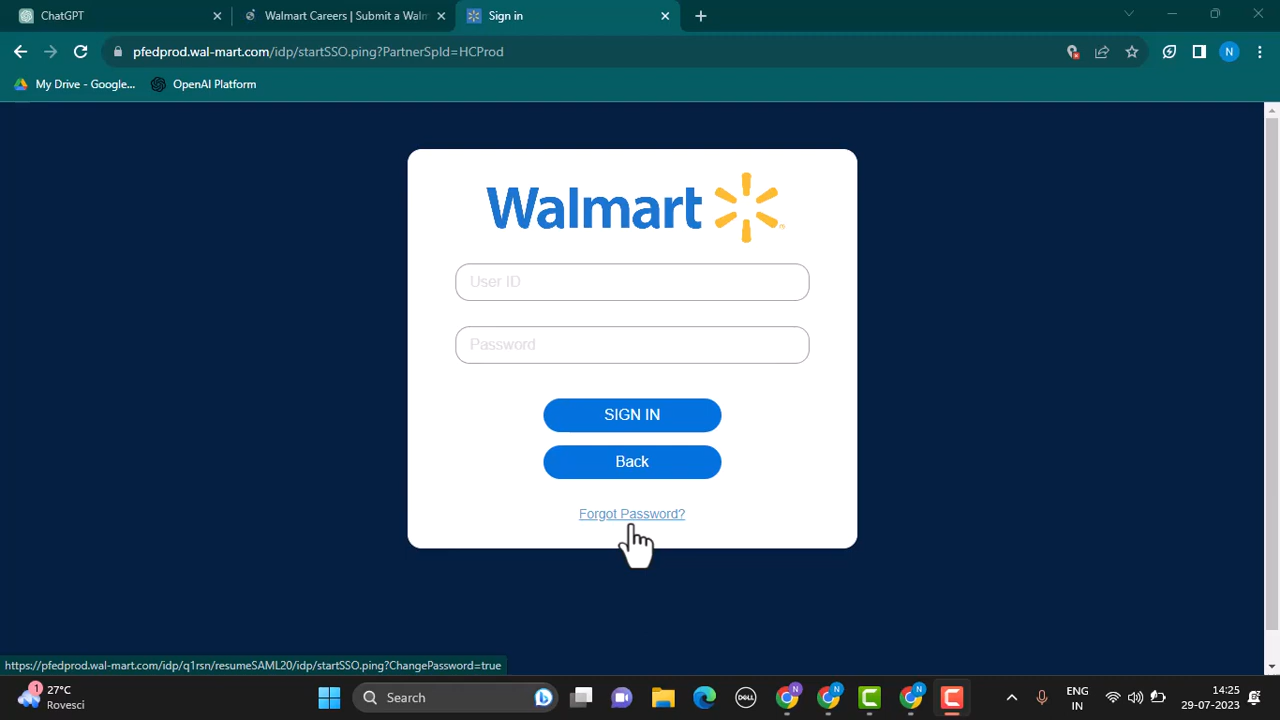 ChatGPT
Walmart Careers | Submit a Walm
Sign in
pfedprod.wal-mart.com/idp/startSSO.ping?PartnerSpId=HCProd
N
My Drive - Google...
OpenAI Platform
Walmart
User ID
Password
SIGN IN
Back
Forgot Password?
https://pfedprod.wal-mart.com/idp/q1rsn/resumeSAML20/idp/startSSO.ping?ChangePassword=true
1
27°C
Rovesci
Search
DELL
N
N
N
ENG
IN
14:25
29-07-2023